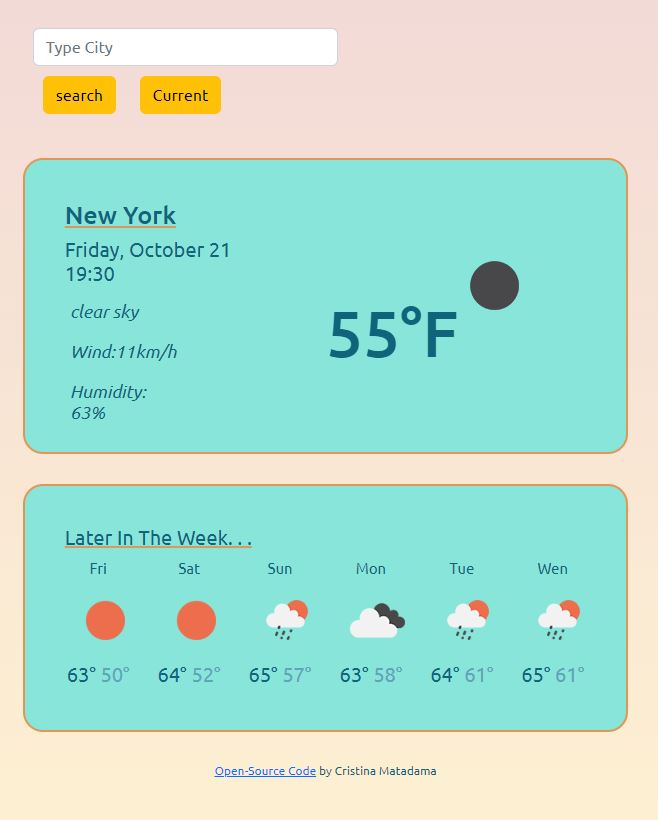 Type City
search Current
New York
Friday, October 21
19:30
clear sky
Wind:11km/h
Humidity:
63%
55°F
Later In The Week. . .
Fri Sat Sun Mon Tue Wen
63° 50° 64° 52° 65° 57° 63° 58° 64° 61° 65° 61°
Open-Source Code by Cristina Matadama